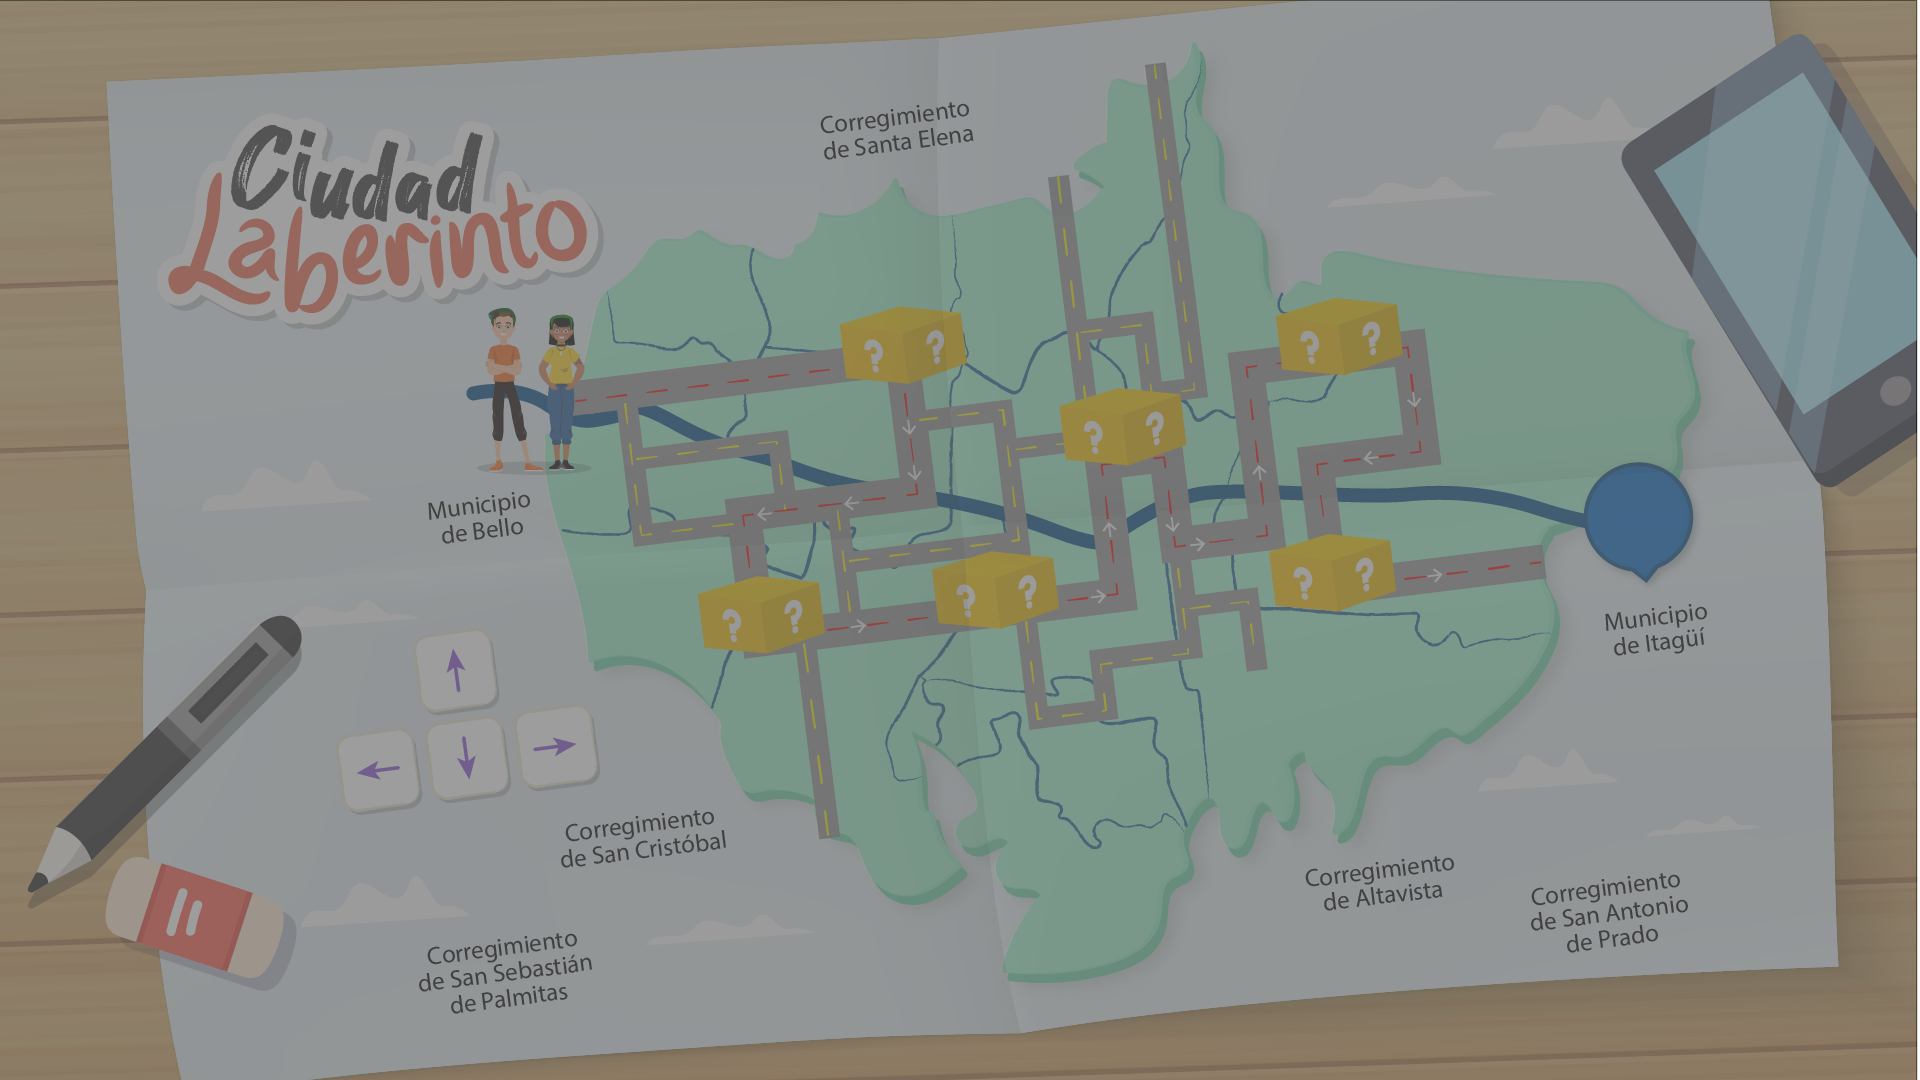 Ciudad
Laberinto
Corregimiento
de Santa Elena
? ?
? ?
? ?
Municipio
de Bello
? ?
? ?
? ?
Municipio
de Itagüí
Corregimiento
de San Cristóbal
Corregimiento
de Altavista
Corregimiento
de San Antonio
de Prado
Corregimiento
de San Sebastián
de Palmitas